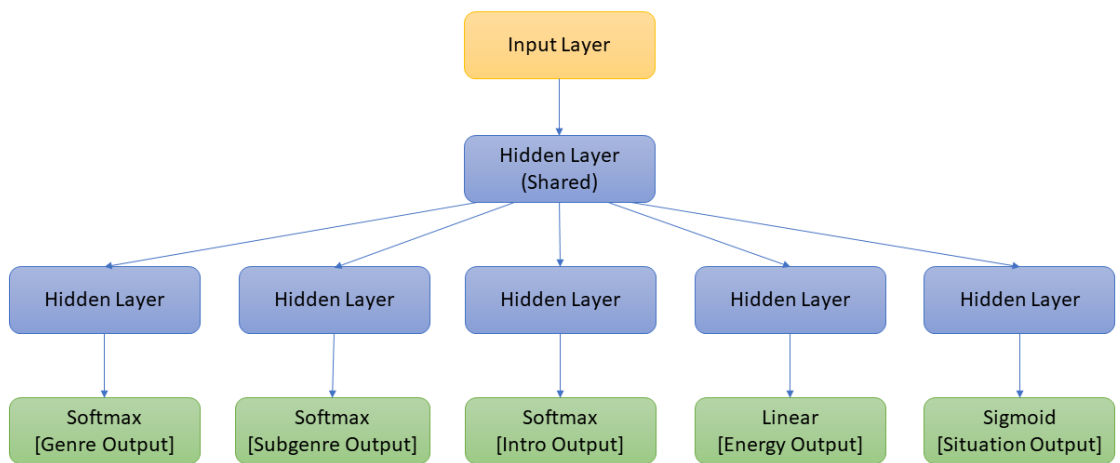 Input Layer
Hidden Layer
(Shared)
Hidden Layer
Hidden Layer
Hidden Layer
Hidden Layer
Hidden Layer
Softmax
[Genre Output]
Softmax
[Subgenre Output]
Softmax
[Intro Output]
Linear
[Energy Output]
Sigmoid
[Situation Output]